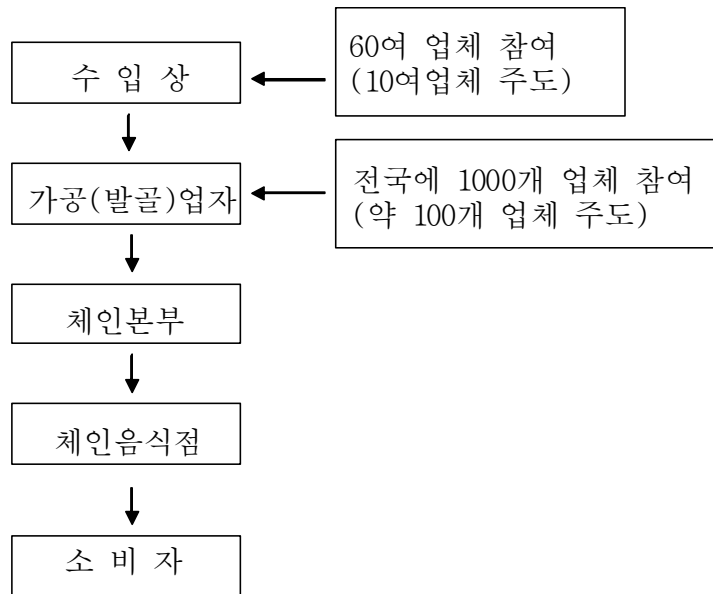 60여 업체 참여
(10여업체 주도)
수 입 상
전국에 1000개 업체 참여
(약 100개 업체 주도)
가공(발골)업자
체인본부
체인음식점
소 비 자